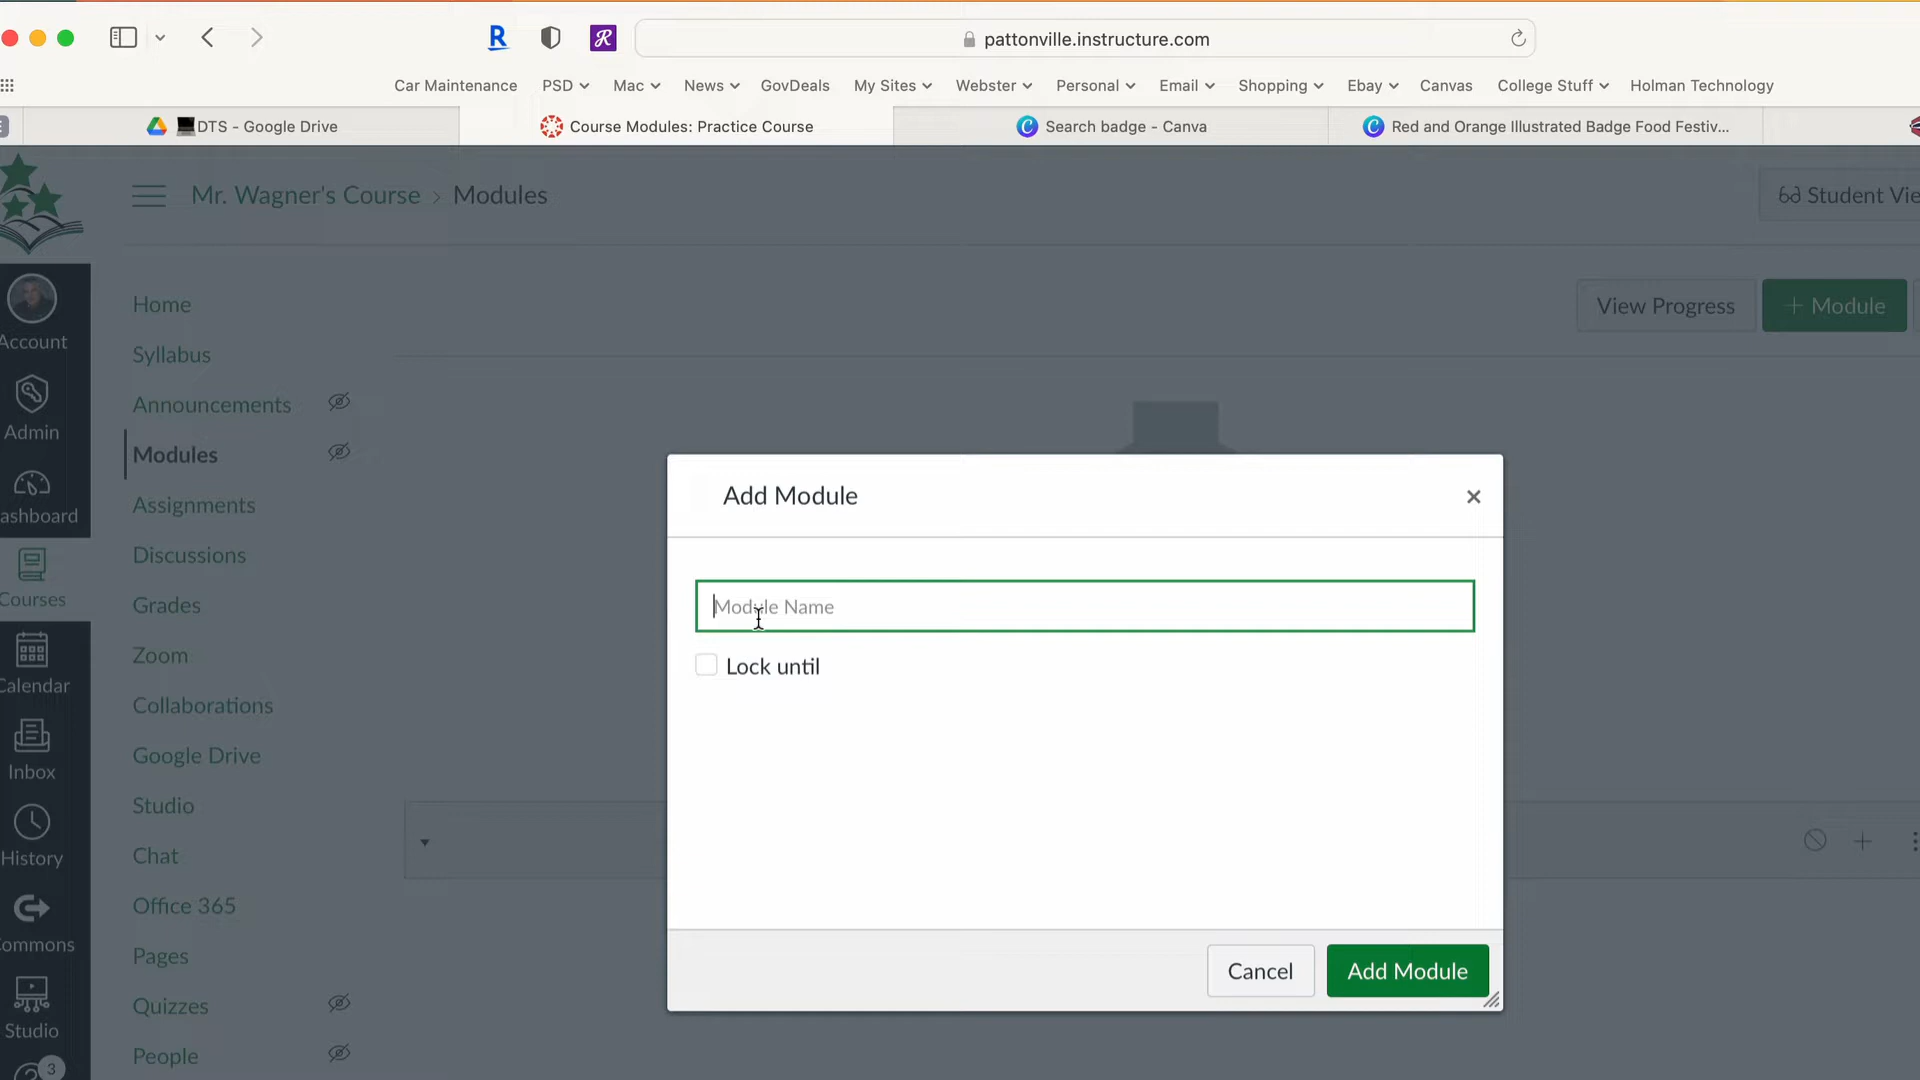 pattonville.instructure.com
Car Maintenance PSD Mac News GovDeals My Sites Webster Personal Email Shopping Ebay Canvas College Stuff Holman Technology
DTS - Google Drive Course Modules: Practice Course Search badge - Canva Red and Orange Illustrated Badge Food Festiv...
Mr. Wagner's Course > Modules
Student Vie
View Progress
+ Module
Account
Admin
ashboard
Courses
Calendar
Inbox
History
ommons
Studio
3
Home
Syllabus
Announcements
Modules
Assignments
Discussions
Grades
Zoom
Collaborations
Google Drive
Studio
Chat
Office 365
Pages
Quizzes
People
Add Module
Module Name
Lock until
Cancel
Add Module